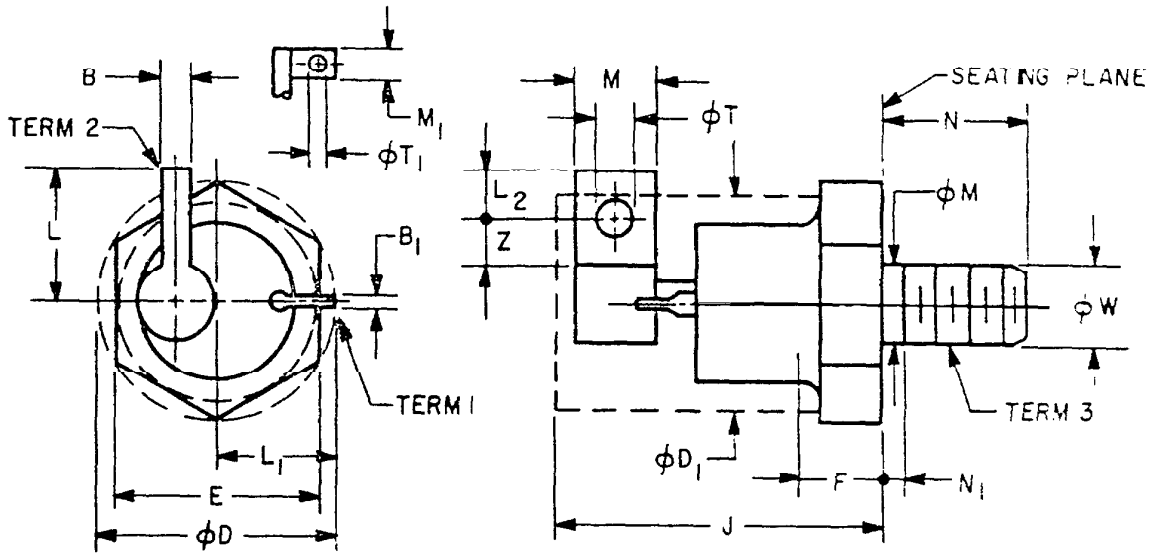 B
M₁
ϕT₁
TERM 2
L
B₁
TERM 1
L₁
E
ϕD
M
ϕT
SEATING PLANE
N
L₂
Z
ϕM
ϕW
TERM 3
ϕD₁
F
N₁
J